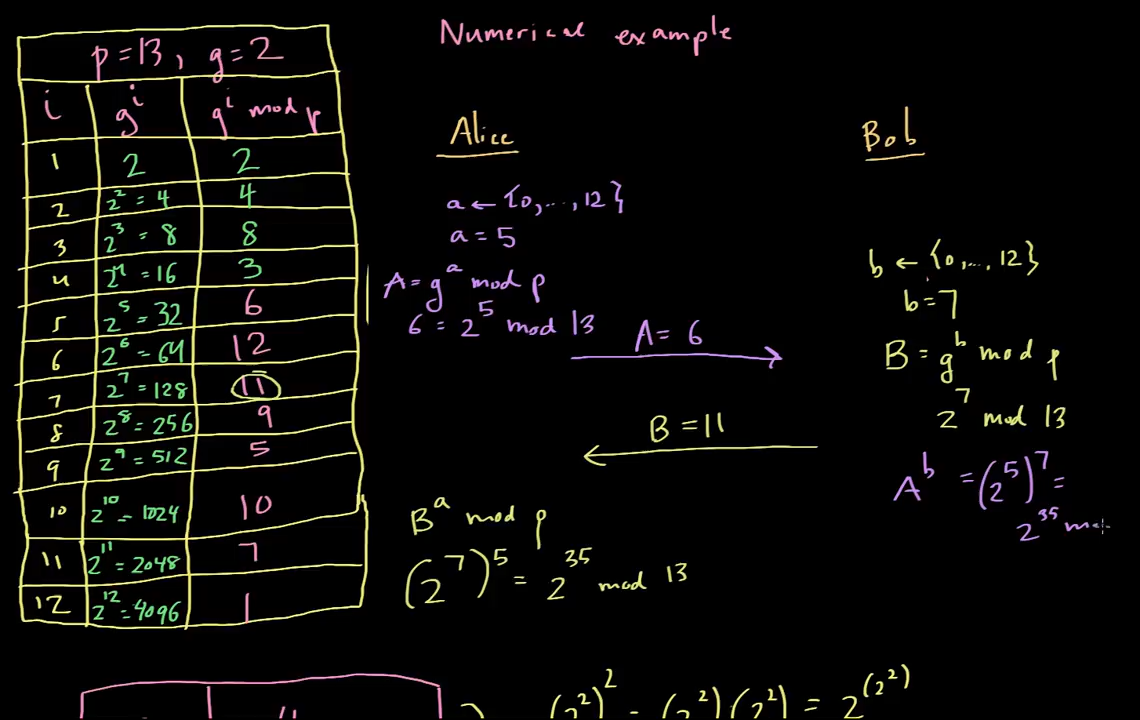 Numerical example
p=13, g=2
i g^i g^i mod p
1 2 2
2 2^2 = 4 4
3 2^3 = 8 8
4 2^4 = 16 3
5 2^5 = 32 6
6 2^6 = 64 12
7 2^7 = 128 11
8 2^8 = 256 9
9 2^9 = 512 5
10 2^10 = 1024 10
11 2^11 = 2048 7
12 2^12 = 4096 1
Alice
a ← {0,...,12}
a = 5
A = g^a mod p
6 = 2^5 mod 13
A = 6
B = 11
B^a mod p
(2^7)^5 = 2^35 mod 13
Bob
b ← {0,...,12}
b = 7
B = g^b mod p
2^7 mod 13
A^b = (2^5)^7 =
2^35 mo
(2^2)^2 = (2^2)(2^2) = 2^(2^2)